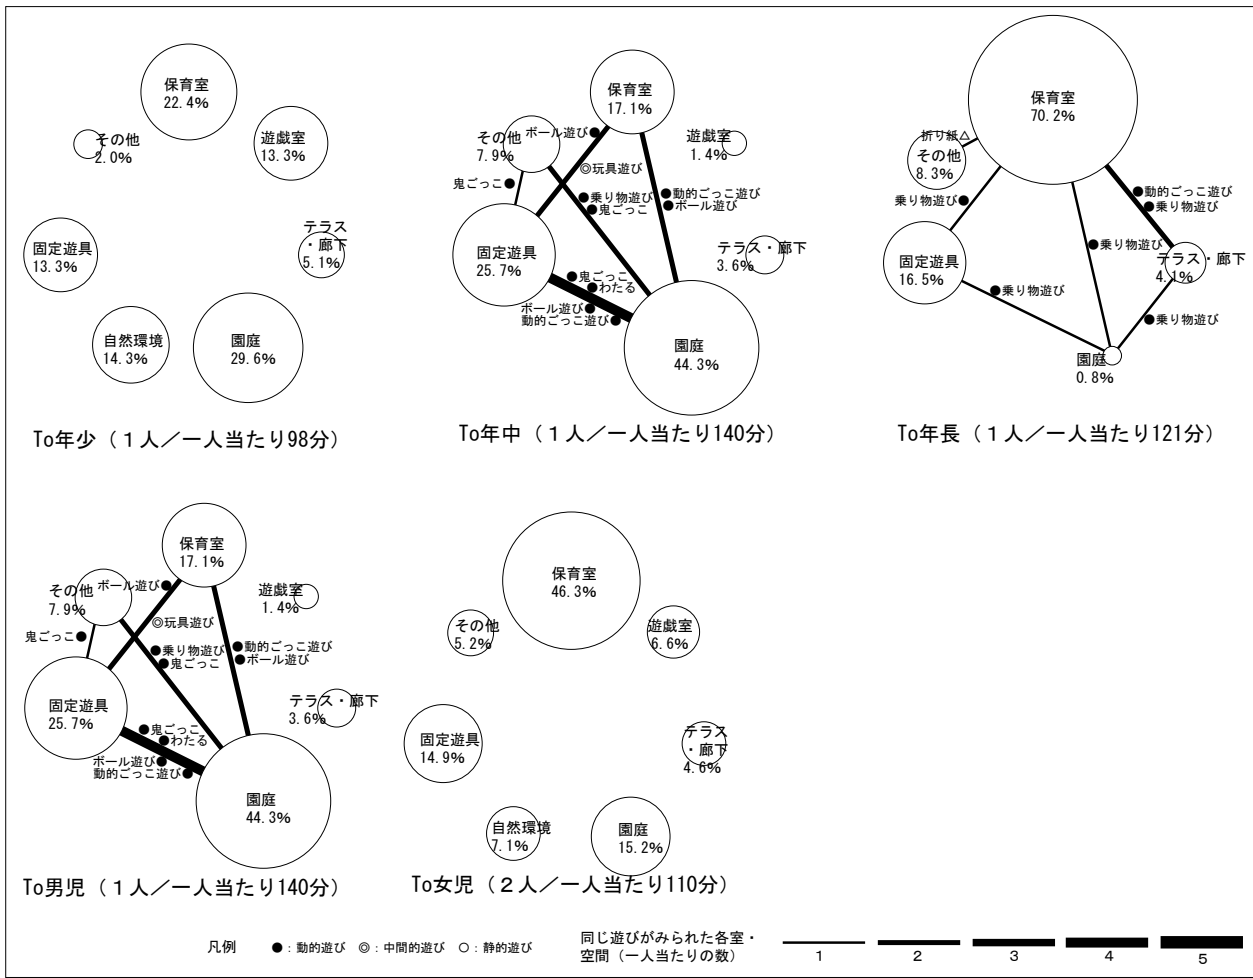 保育室
22.4%
その他
2.0%
遊戯室
13.3%
固定遊具
13.3%
テラス
・廊下
5.1%
自然環境
14.3%
園庭
29.6%
To年少（１人／一人当たり98分）
保育室
17.1%
その他
7.9%
ボール遊び●
遊戯室
1.4%
◎玩具遊び
鬼ごっこ●
●乗り物遊び
●鬼ごっこ
●動的ごっこ遊び
●ボール遊び
固定遊具
25.7%
テラス・廊下
3.6%
●鬼ごっこ
●わたる
ボール遊び●
動的ごっこ遊び●
園庭
44.3%
To年中（１人／一人当たり140分）
保育室
70.2%
折り紙△
その他
8.3%
乗り物遊び●
●動的ごっこ遊び
●乗り物遊び
●乗り物遊び
固定遊具
16.5%
テラス・廊下
4.1%
●乗り物遊び
●乗り物遊び
園庭
0.8%
To年長（１人／一人当たり121分）
保育室
17.1%
その他
7.9%
ボール遊び●
遊戯室
1.4%
◎玩具遊び
鬼ごっこ●
●乗り物遊び
●鬼ごっこ
●動的ごっこ遊び
●ボール遊び
固定遊具
25.7%
テラス・廊下
3.6%
●鬼ごっこ
●わたる
ボール遊び●
動的ごっこ遊び●
園庭
44.3%
To男児（１人／一人当たり140分）
保育室
46.3%
その他
5.2%
遊戯室
6.6%
固定遊具
14.9%
テラス
・廊下
4.6%
自然環境
7.1%
園庭
15.2%
To女児（２人／一人当たり110分）
凡例 ●：動的遊び ◎：中間的遊び ○：静的遊び
同じ遊びがみられた各室・
空間（一人当たりの数）
1 2 3 4 5